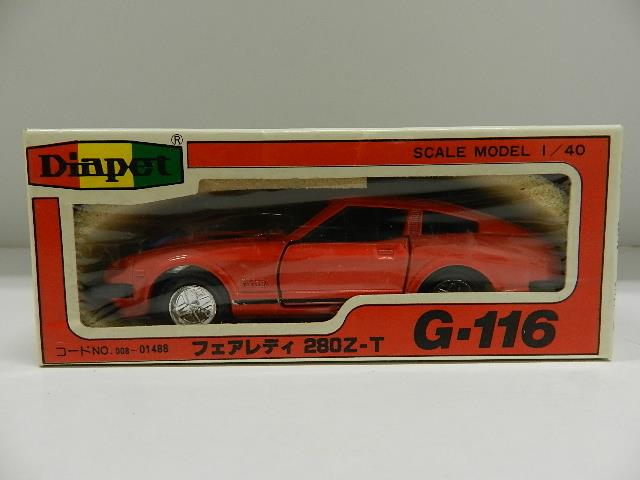 Diapet ®
SCALE MODEL 1/40
コードNO. 008-01488 フェアレディ 280Z-T G-116